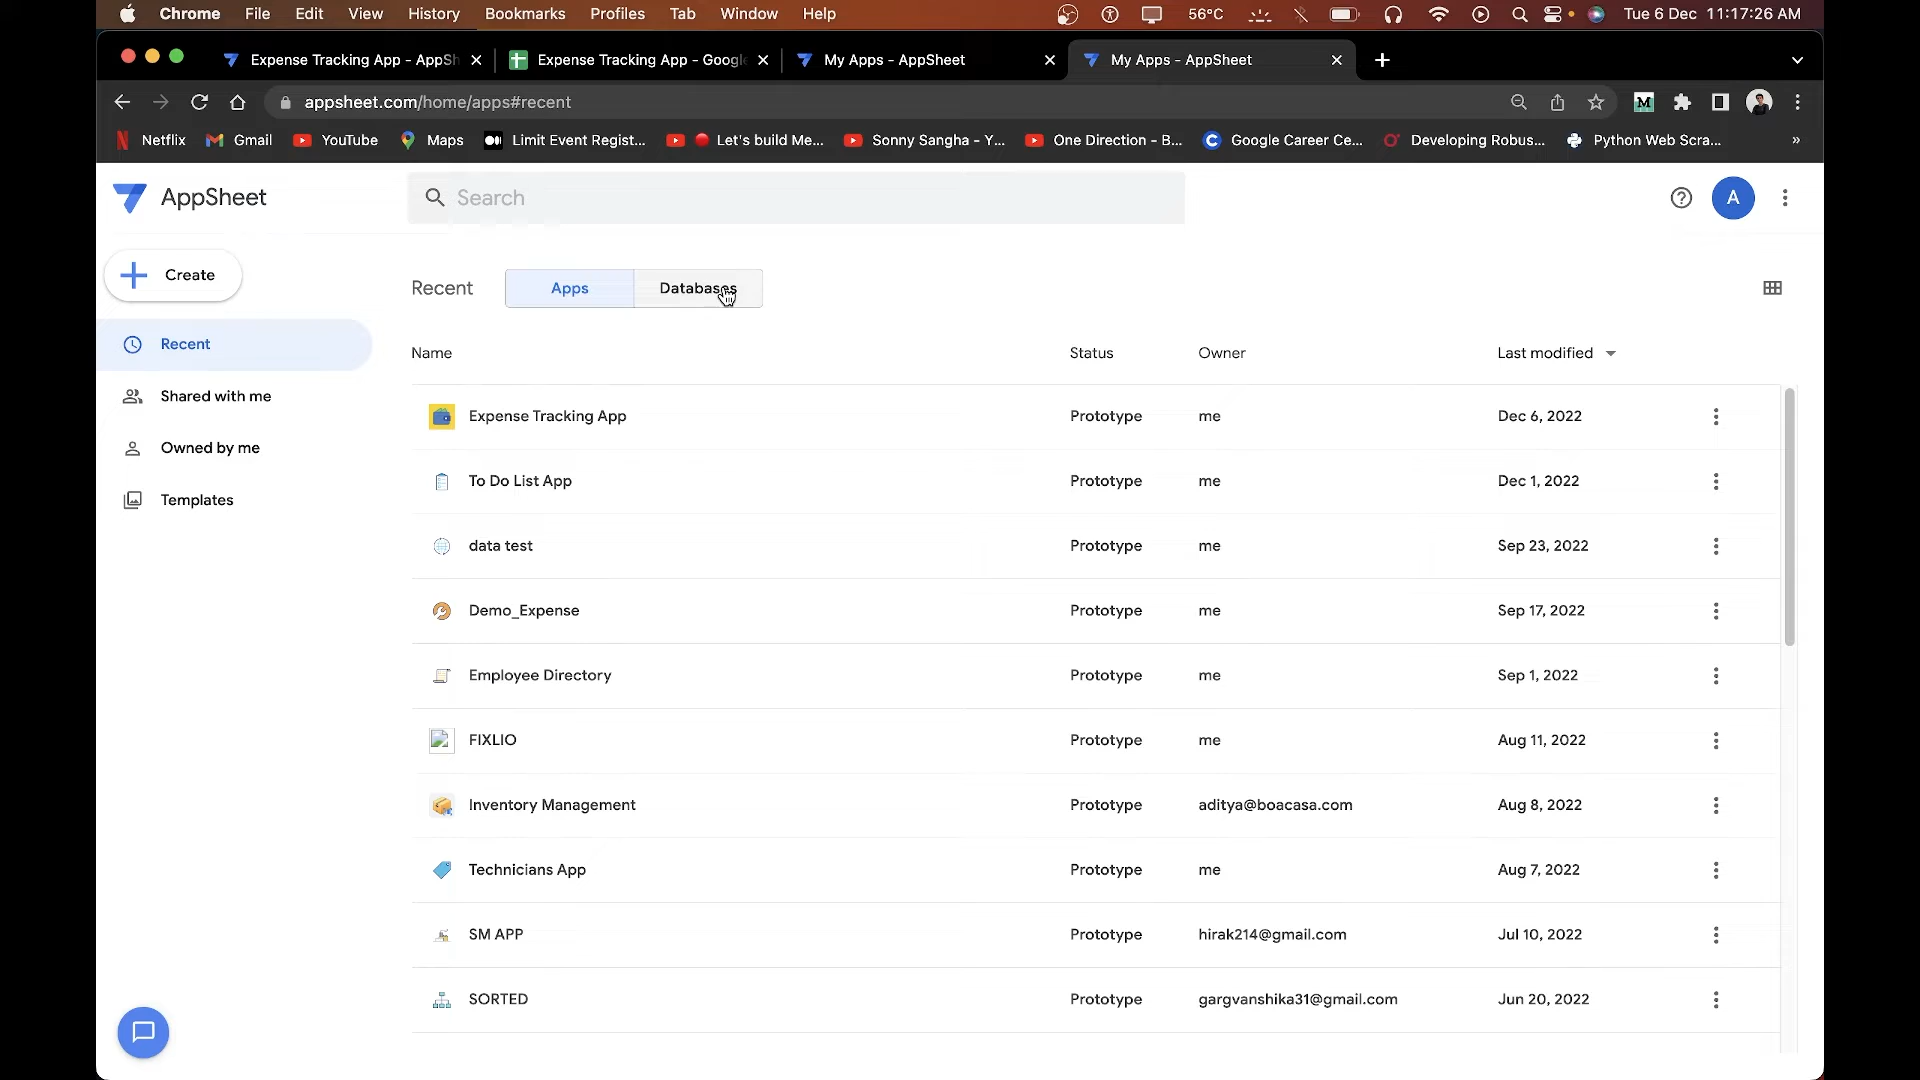 Chrome File Edit View History Bookmarks Profiles Tab Window Help 56°C Tue 6 Dec 11:17:26 AM
Expense Tracking App - AppSh Expense Tracking App - Google My Apps - AppSheet My Apps - AppSheet
appsheet.com/home/apps#recent M
Netflix Gmail YouTube Maps Limit Event Regist... Let's build Me... Sonny Sangha - Y... One Direction - B... Google Career Ce... Developing Robus... Python Web Scra... »
AppSheet Search A
Create
Recent Apps Databases
Recent
Shared with me
Owned by me
Templates
Name Status Owner Last modified
Expense Tracking App Prototype me Dec 6, 2022
To Do List App Prototype me Dec 1, 2022
data test Prototype me Sep 23, 2022
Demo_Expense Prototype me Sep 17, 2022
Employee Directory Prototype me Sep 1, 2022
FIXLIO Prototype me Aug 11, 2022
Inventory Management Prototype aditya@boacasa.com Aug 8, 2022
Technicians App Prototype me Aug 7, 2022
SM APP Prototype hirak214@gmail.com Jul 10, 2022
SORTED Prototype gargvanshika31@gmail.com Jun 20, 2022